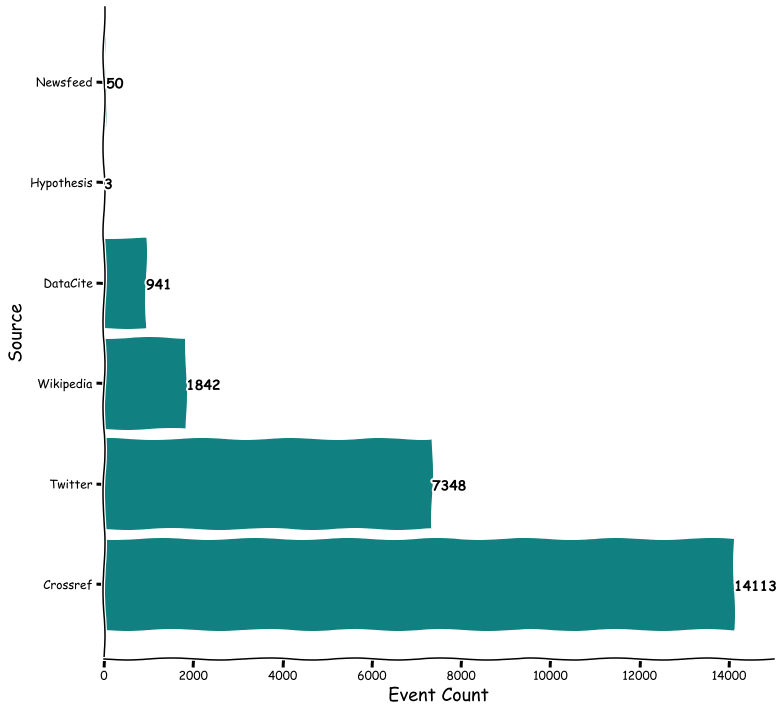 Newsfeed 50
Hypothesis 3
DataCite 941
Wikipedia 1842
Twitter 7348
Crossref 14113
Source
0 2000 4000 6000 8000 10000 12000 14000
Event Count